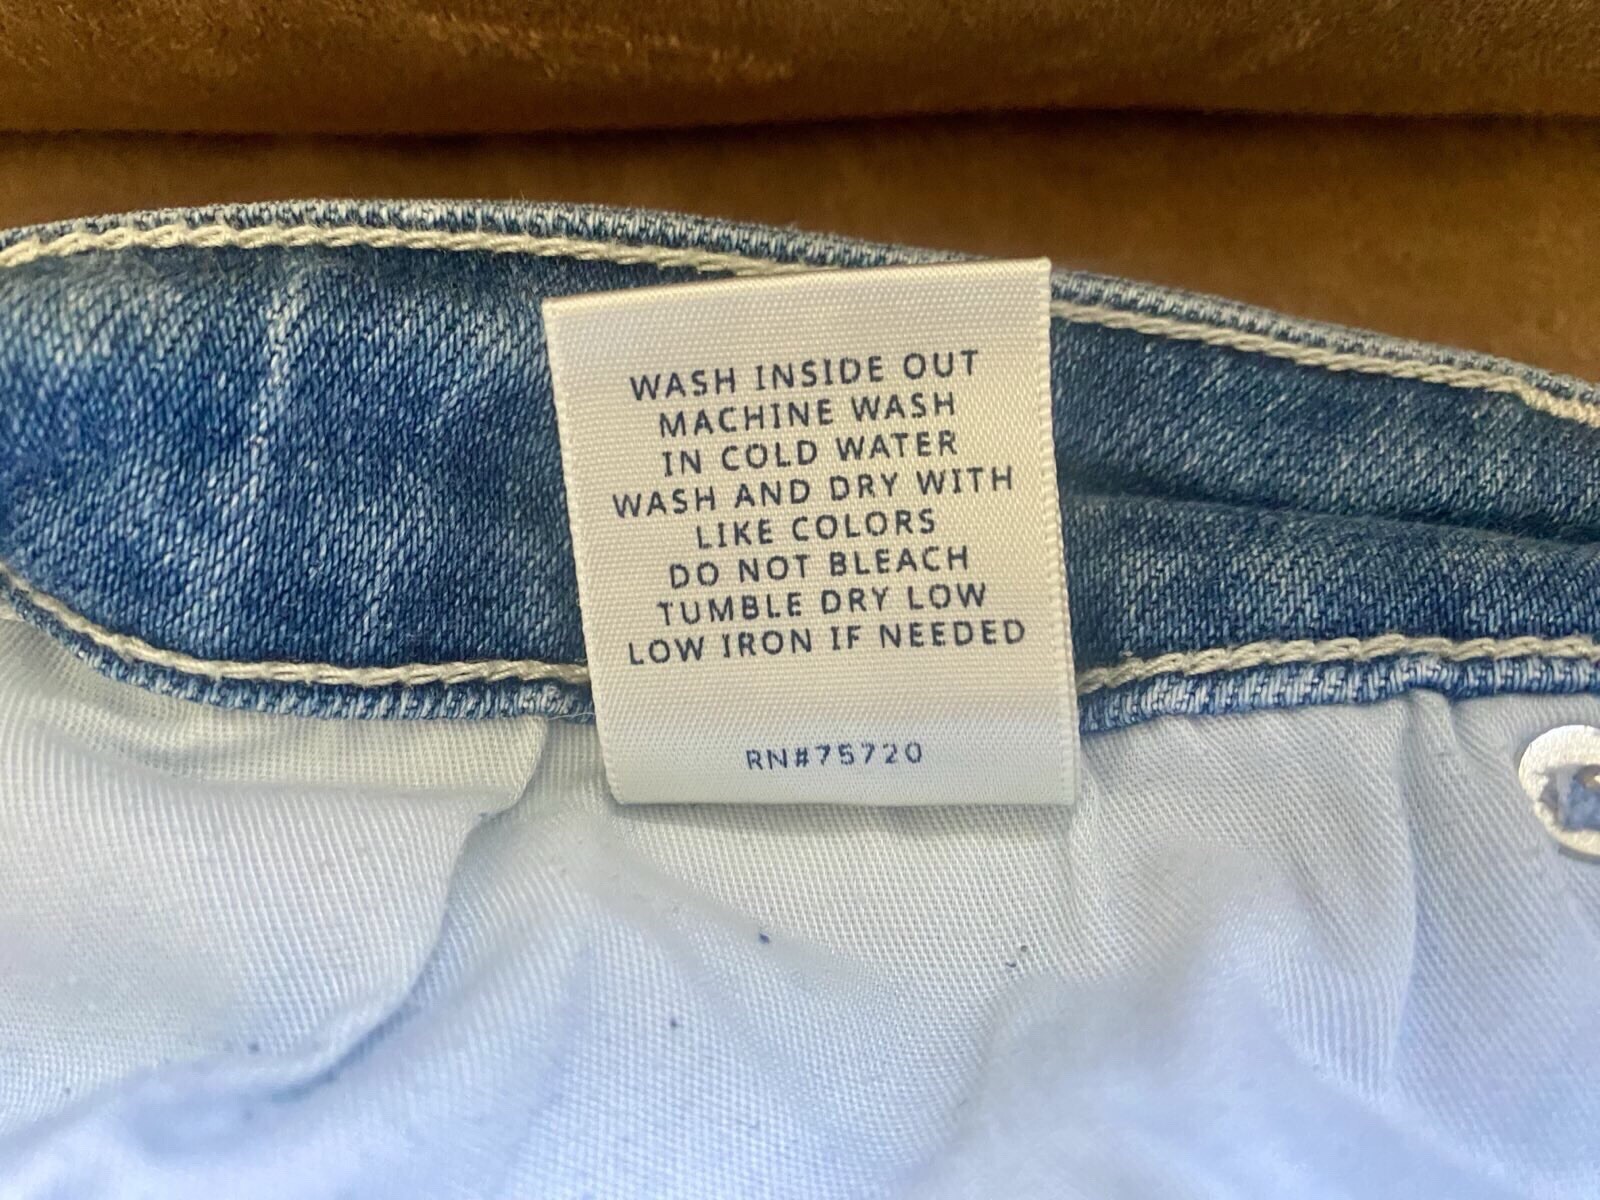 WASH INSIDE OUT
MACHINE WASH
IN COLD WATER
WASH AND DRY WITH
LIKE COLORS
DO NOT BLEACH
TUMBLE DRY LOW
LOW IRON IF NEEDED
RN#75720